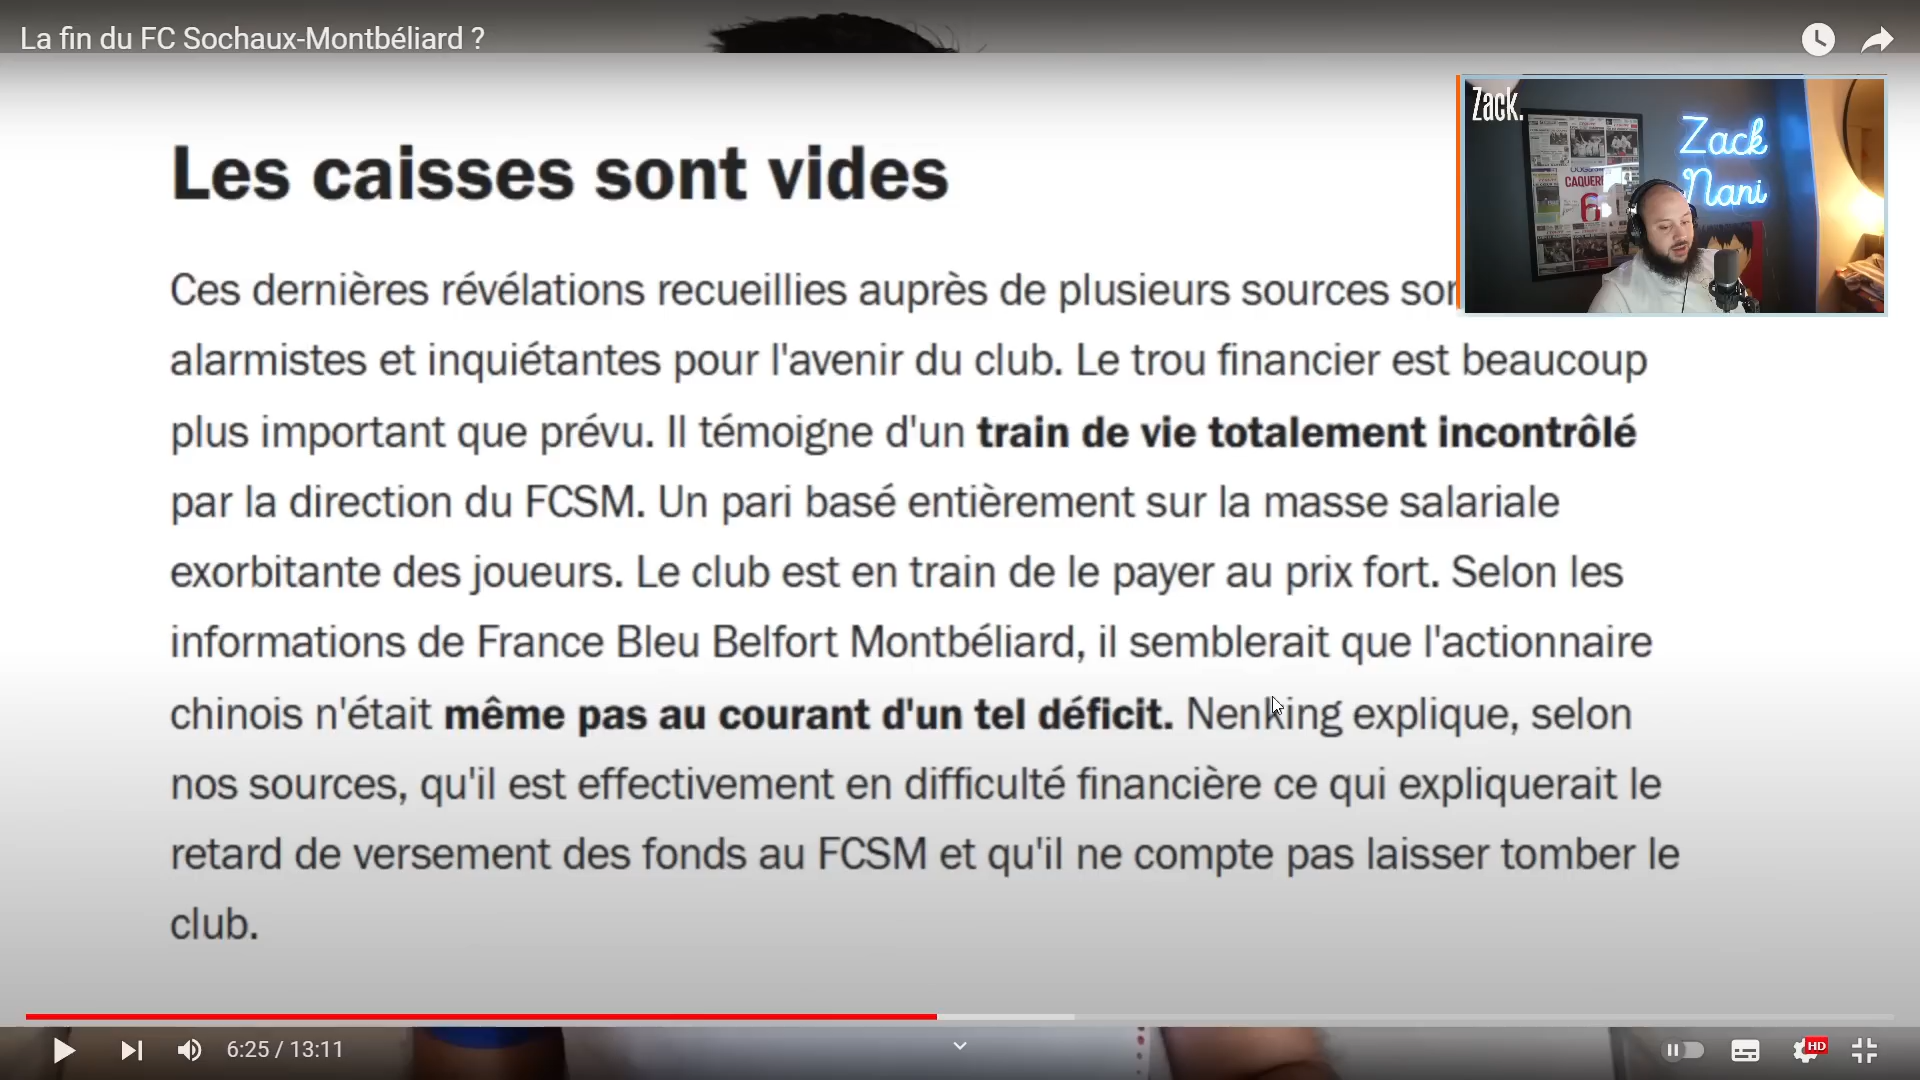 La fin du FC Sochaux-Montbéliard ?
Zack.
Zack
Nani
CAQUER
6
Les caisses sont vides
Ces dernières révélations recueillies auprès de plusieurs sources
alarmistes et inquiétantes pour l'avenir du club. Le trou financier est beaucoup
plus important que prévu. Il témoigne d'un train de vie totalement incontrôlé
par la direction du FCSM. Un pari basé entièrement sur la masse salariale
exorbitante des joueurs. Le club est en train de le payer au prix fort. Selon les
informations de France Bleu Belfort Montbéliard, il semblerait que l'actionnaire
chinois n'était même pas au courant d'un tel déficit. Nenking explique, selon
nos sources, qu'il est effectivement en difficulté financière ce qui expliquerait le
retard de versement des fonds au FCSM et qu'il ne compte pas laisser tomber le
club.
6:25 / 13:11
HD